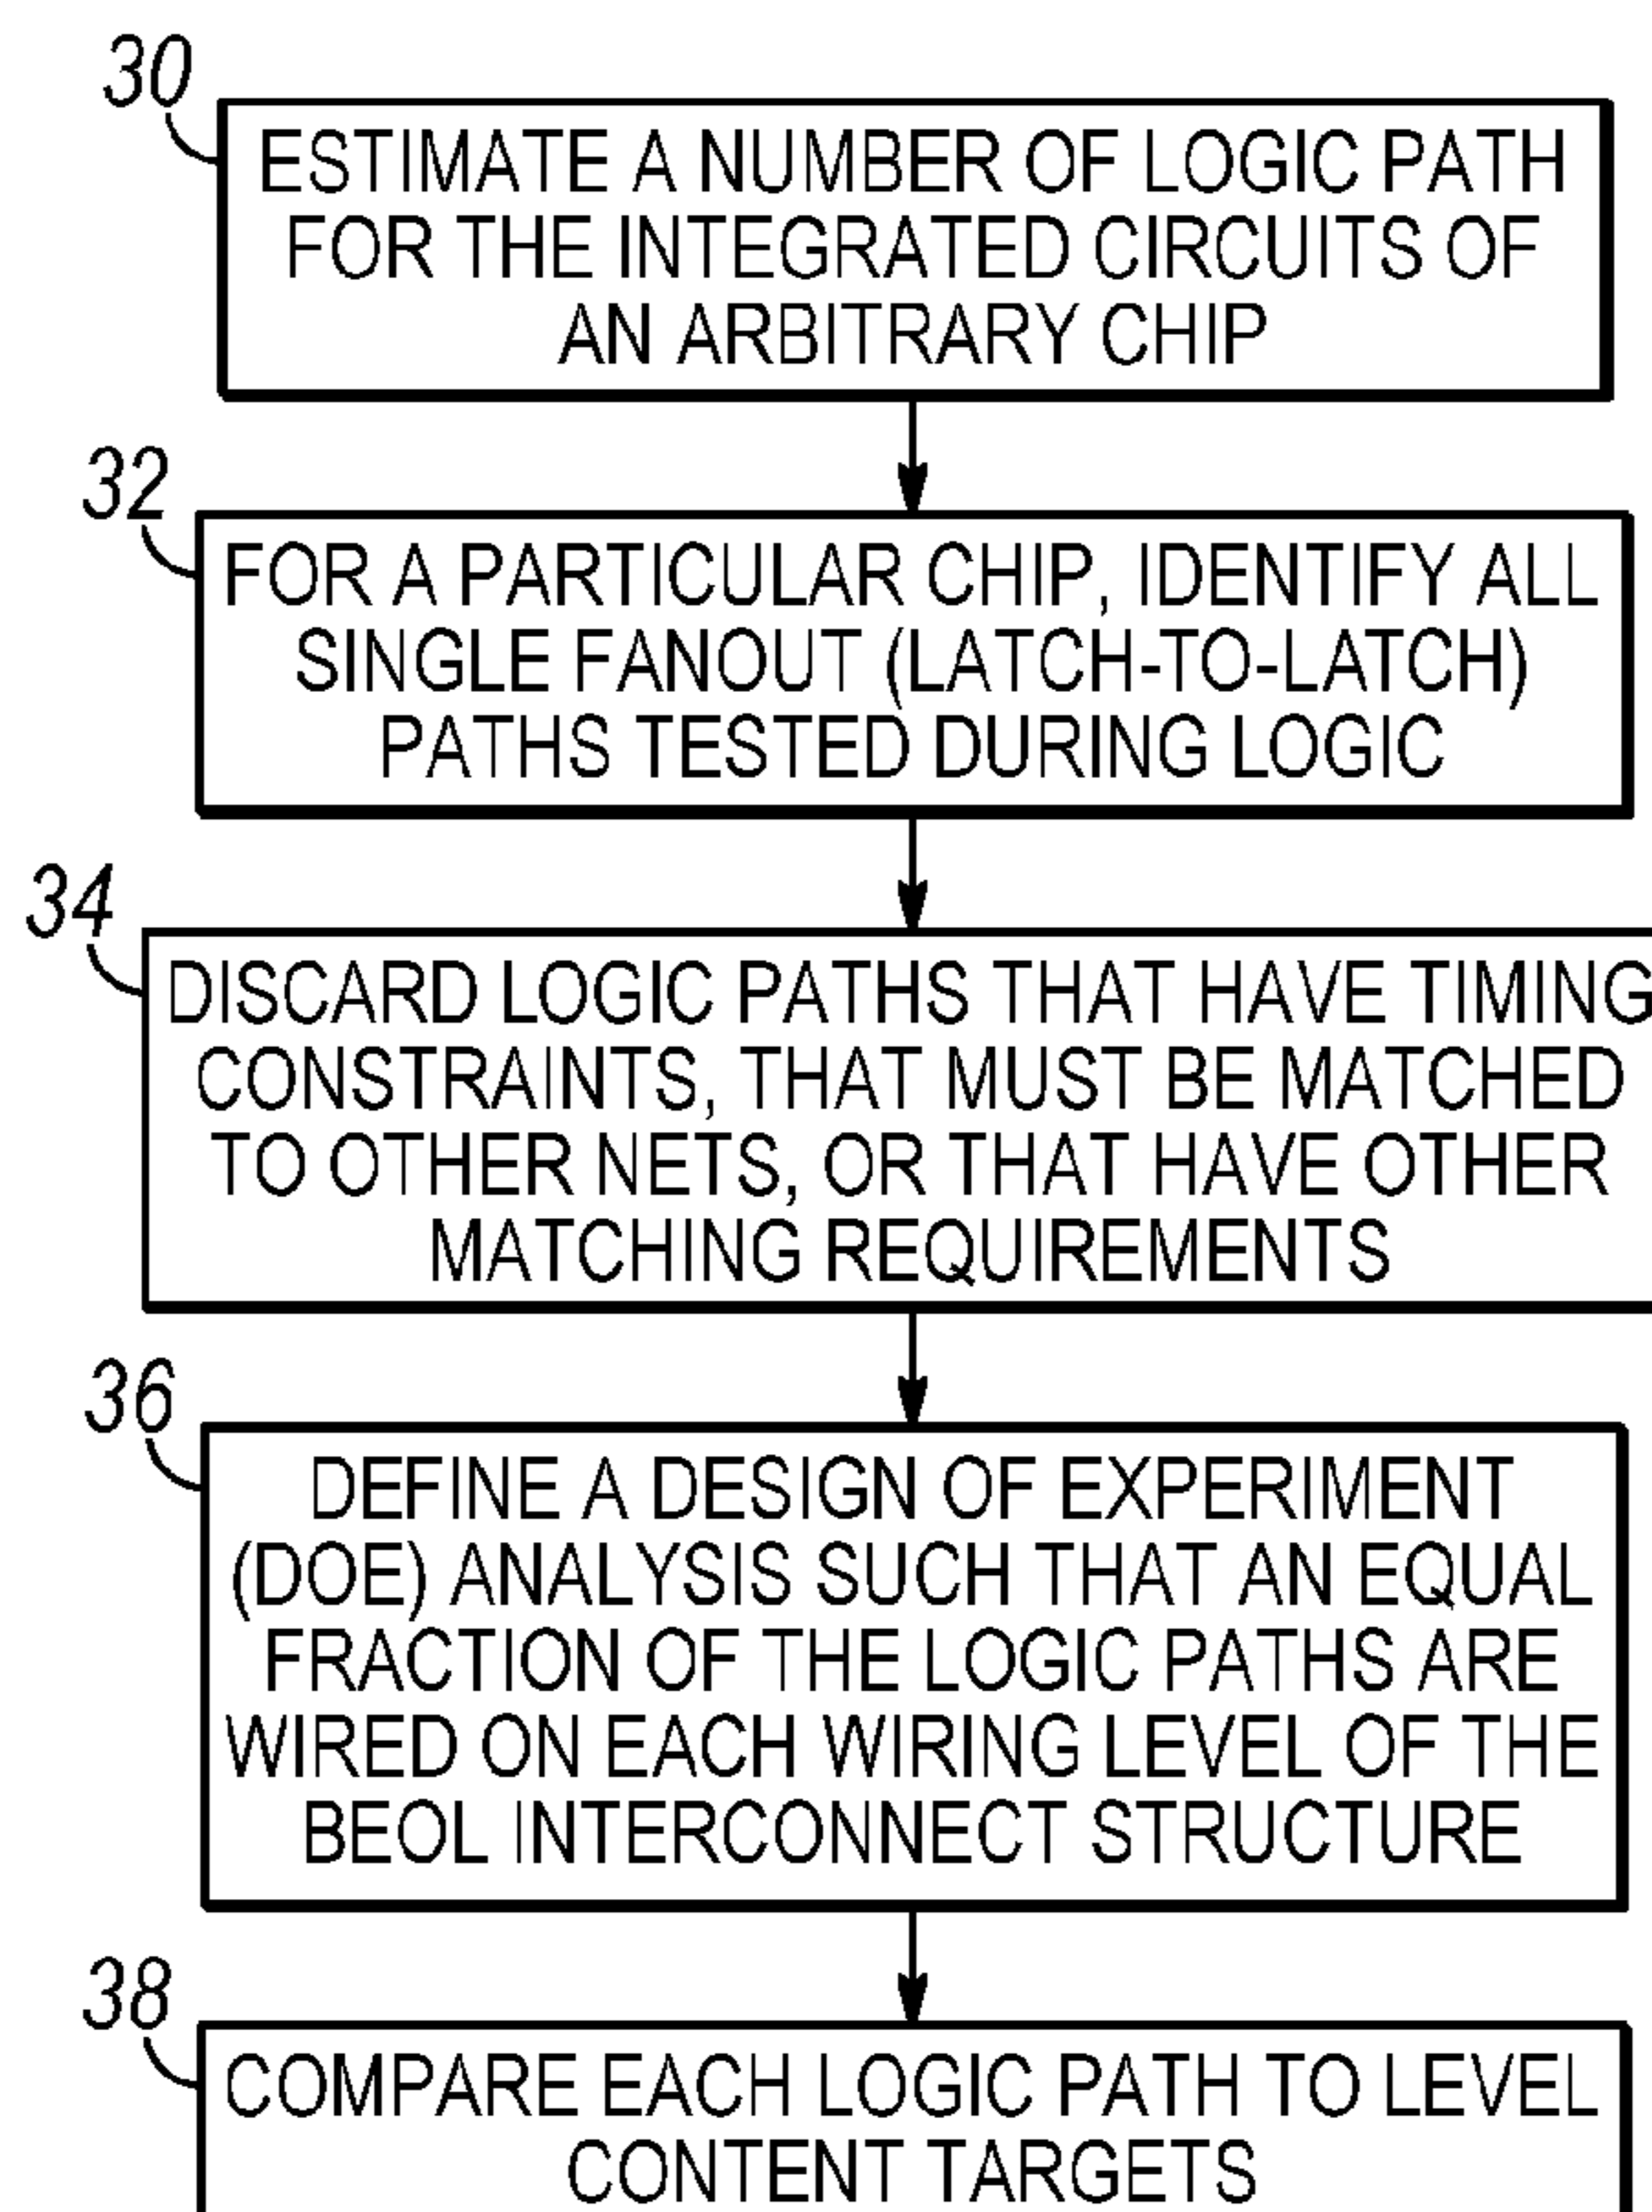 30
ESTIMATE A NUMBER OF LOGIC PATH
FOR THE INTEGRATED CIRCUITS OF
AN ARBITRARY CHIP
32
FOR A PARTICULAR CHIP, IDENTIFY ALL
SINGLE FANOUT (LATCH-TO-LATCH)
PATHS TESTED DURING LOGIC
34
DISCARD LOGIC PATHS THAT HAVE TIMING
CONSTRAINTS, THAT MUST BE MATCHED
TO OTHER NETS, OR THAT HAVE OTHER
MATCHING REQUIREMENTS
36
DEFINE A DESIGN OF EXPERIMENT
(DOE) ANALYSIS SUCH THAT AN EQUAL
FRACTION OF THE LOGIC PATHS ARE
WIRED ON EACH WIRING LEVEL OF THE
BEOL INTERCONNECT STRUCTURE
38
COMPARE EACH LOGIC PATH TO LEVEL
CONTENT TARGETS